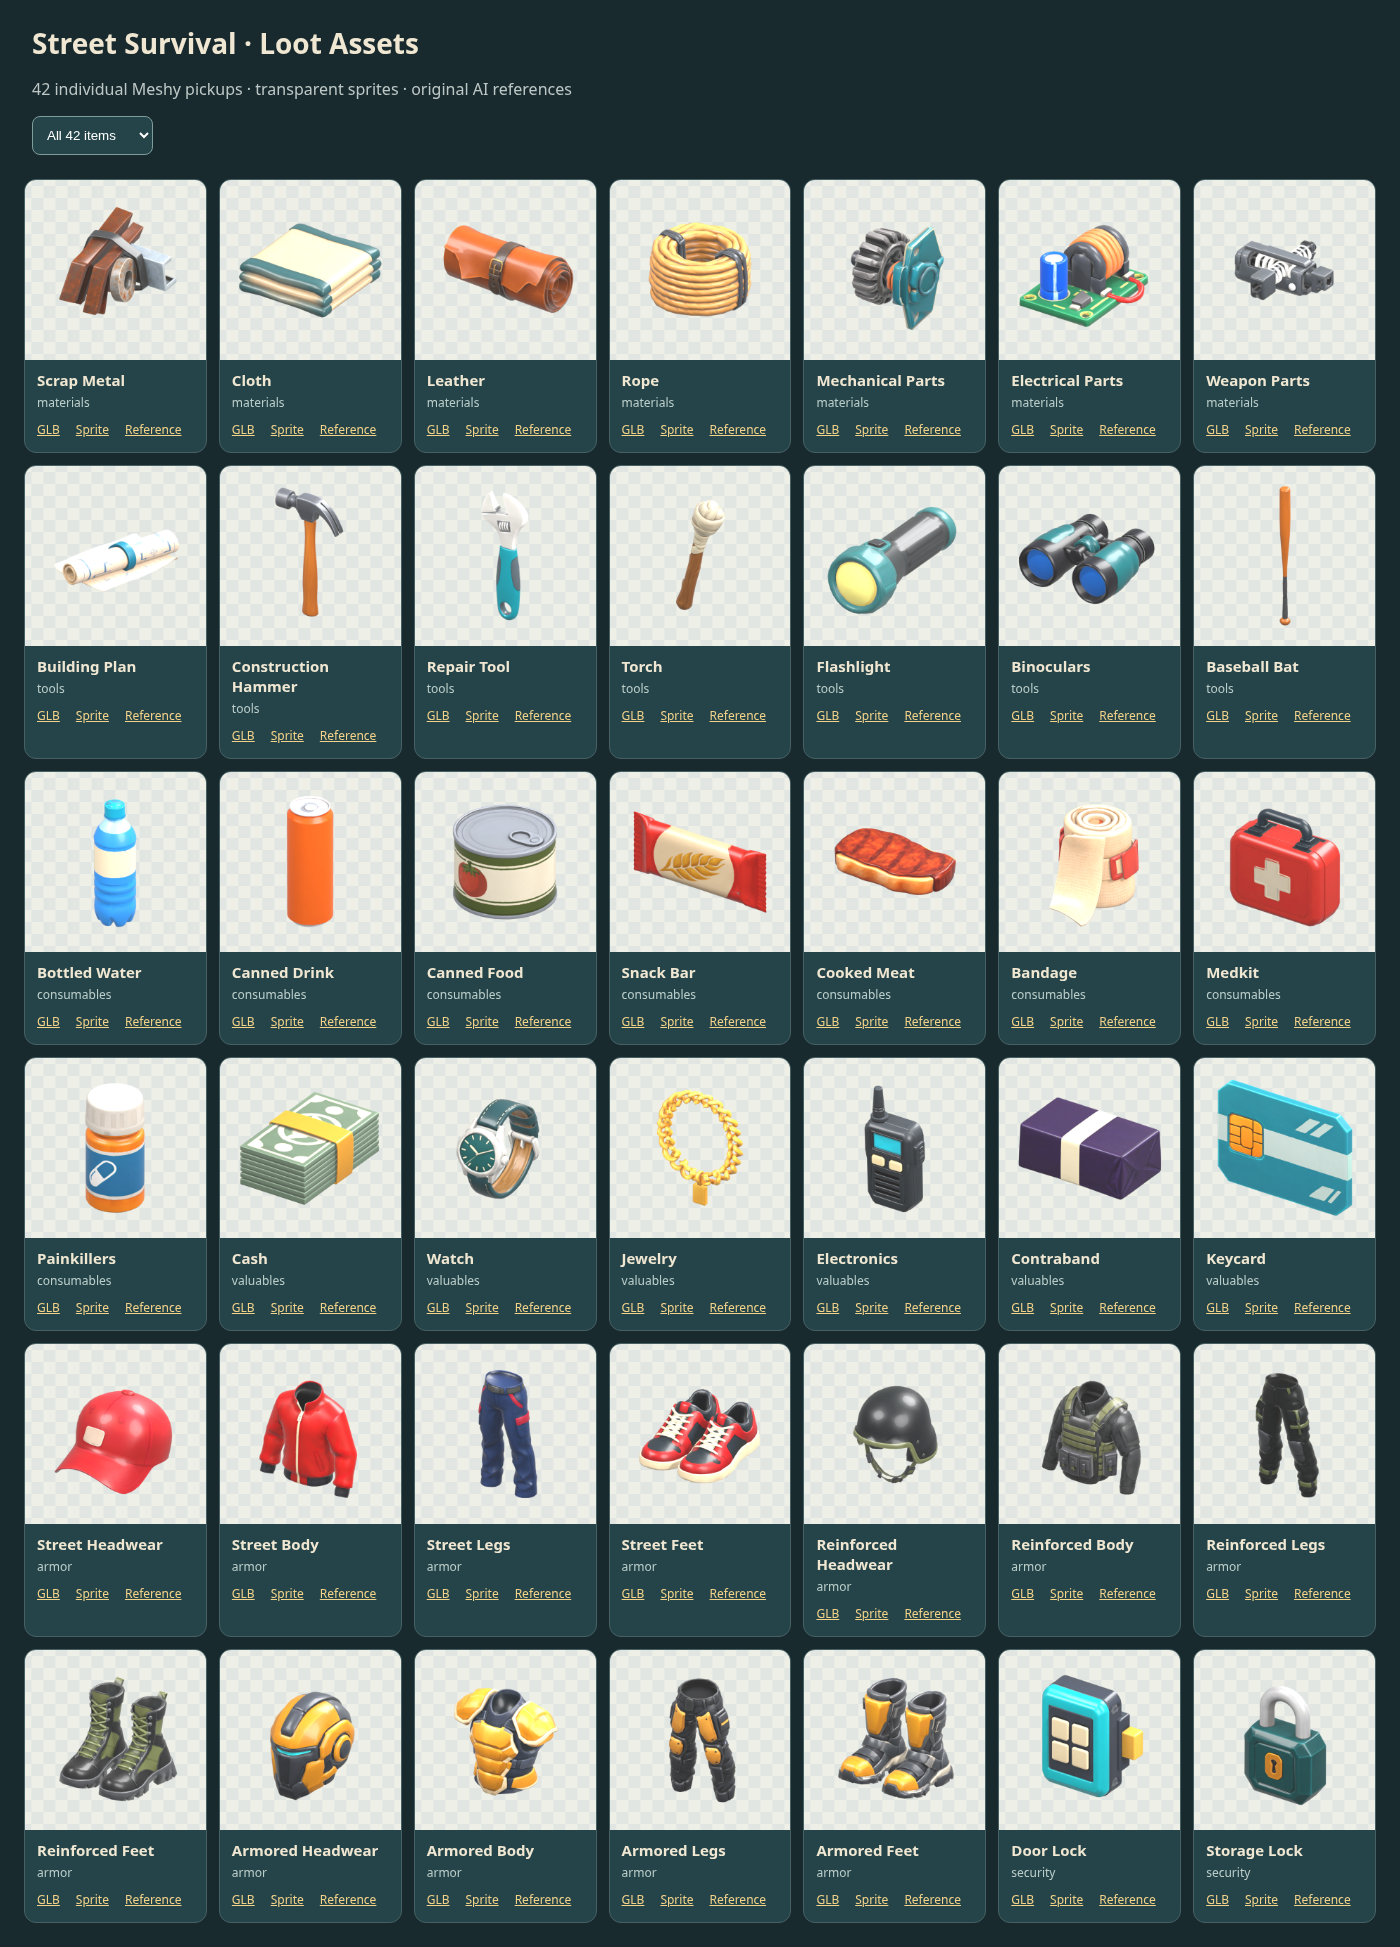 Street Survival · Loot Assets
42 individual Meshy pickups · transparent sprites · original AI references
All 42 items
Scrap Metal
materials
GLB Sprite Reference
Cloth
materials
GLB Sprite Reference
Leather
materials
GLB Sprite Reference
Rope
materials
GLB Sprite Reference
Mechanical Parts
materials
GLB Sprite Reference
Electrical Parts
materials
GLB Sprite Reference
Weapon Parts
materials
GLB Sprite Reference
Building Plan
tools
GLB Sprite Reference
Construction
Hammer
tools
GLB Sprite Reference
Repair Tool
tools
GLB Sprite Reference
Torch
tools
GLB Sprite Reference
Flashlight
tools
GLB Sprite Reference
Binoculars
tools
GLB Sprite Reference
Baseball Bat
tools
GLB Sprite Reference
Bottled Water
consumables
GLB Sprite Reference
Canned Drink
consumables
GLB Sprite Reference
Canned Food
consumables
GLB Sprite Reference
Snack Bar
consumables
GLB Sprite Reference
Cooked Meat
consumables
GLB Sprite Reference
Bandage
consumables
GLB Sprite Reference
Medkit
consumables
GLB Sprite Reference
Painkillers
consumables
GLB Sprite Reference
Cash
valuables
GLB Sprite Reference
Watch
valuables
GLB Sprite Reference
Jewelry
valuables
GLB Sprite Reference
Electronics
valuables
GLB Sprite Reference
Contraband
valuables
GLB Sprite Reference
Keycard
valuables
GLB Sprite Reference
Street Headwear
armor
GLB Sprite Reference
Street Body
armor
GLB Sprite Reference
Street Legs
armor
GLB Sprite Reference
Street Feet
armor
GLB Sprite Reference
Reinforced
Headwear
armor
GLB Sprite Reference
Reinforced Body
armor
GLB Sprite Reference
Reinforced Legs
armor
GLB Sprite Reference
Reinforced Feet
armor
GLB Sprite Reference
Armored Headwear
armor
GLB Sprite Reference
Armored Body
armor
GLB Sprite Reference
Armored Legs
armor
GLB Sprite Reference
Armored Feet
armor
GLB Sprite Reference
Door Lock
security
GLB Sprite Reference
Storage Lock
security
GLB Sprite Reference